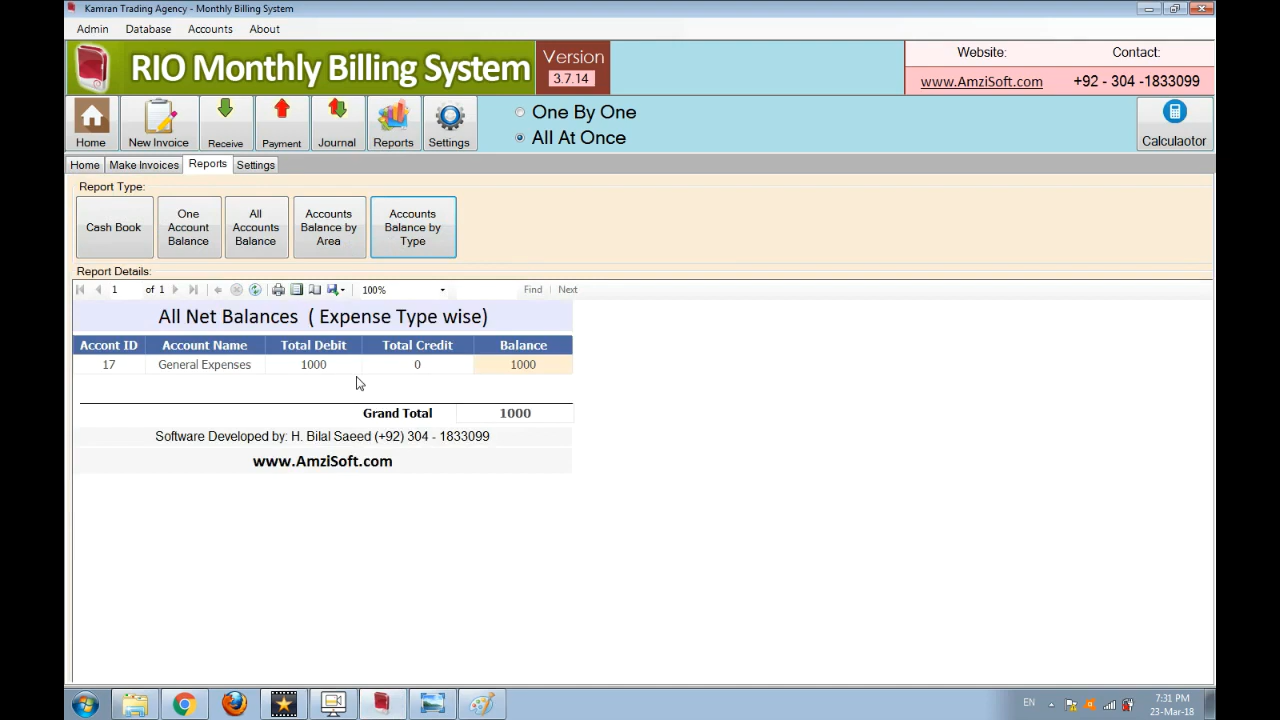 Kamran Trading Agency - Monthly Billing System
Admin Database Accounts About
RIO Monthly Billing System
Version
3.7.14
Website:
www.AmziSoft.com
Contact:
+92 - 304 -1833099
Home
New Invoice
Receive
Payment
Journal
Reports
Settings
One By One
All At Once
Calculaotor
Home Make Invoices Reports Settings
Report Type:
Cash Book
One
Account
Balance
All
Accounts
Balance
Accounts
Balance by
Area
Accounts
Balance by
Type
Report Details:
1 of 1 100% Find Next
All Net Balances ( Expense Type wise)
Accont ID Account Name Total Debit Total Credit Balance
17 General Expenses 1000 0 1000
Grand Total 1000
Software Developed by: H. Bilal Saeed (+92) 304 - 1833099
www.AmziSoft.com
EN
7:31 PM
23-Mar-18